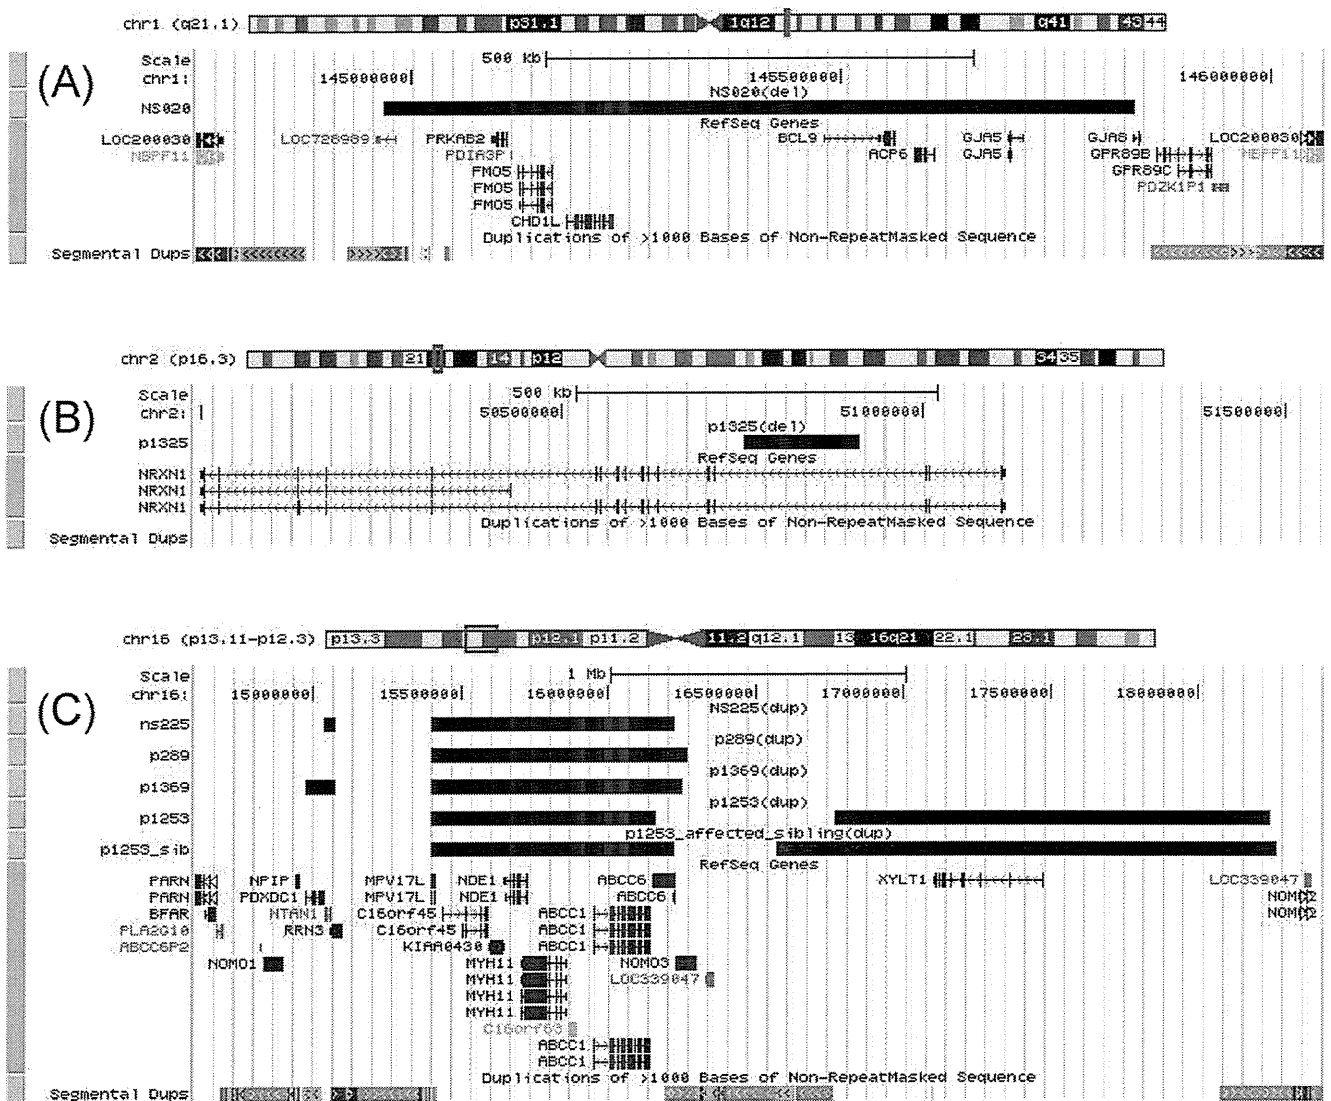 chr1 (q21.1) p31.1 1q12 q41 43 44
(A)
Scale 500 kb
chr1: 145000000 145500000 146000000
NS020(del)
NS020
RefSeq Genes
LOC200030 LOC728989 PRKAB2 BCL9 GJA5 GJA8 LOC200030
NBPF11 PDIA3P ACP6 GJA5 GPR89B NBPF11
FMO5 GPR89C
FMO5 PDZK1P1
FMO5
CHD1L
Duplications of >1000 Bases of Non-RepeatMasked Sequence
Segmental Dups
chr2 (p16.3) 21 14 p12 34 35
(B)
Scale 500 kb
chr2: 50500000 51000000 51500000
p1325(del)
p1325
RefSeq Genes
NRXN1
NRXN1
NRXN1
Duplications of >1000 Bases of Non-RepeatMasked Sequence
Segmental Dups
chr16 (p13.11-p12.3) p13.3 p12.1 p11.2 11.2 q12.1 13 16q21 22.1 23.1
(C)
Scale 1 Mb
chr16: 15000000 15500000 16000000 16500000 17000000 17500000 18000000
NS225(dup)
ns225
p289(dup)
p289
p1369(dup)
p1369
p1253(dup)
p1253
p1253_affected_sibling(dup)
p1253_sib
RefSeq Genes
PARN NPIP MPV17L NDE1 ABCC6 XYLT1 LOC339047
PARN PDXDC1 MPV17L NDE1 ABCC6 NOMO2
BFAR NTAN1 C16orf45 ABCC1 NOMO2
PLA2G10 RRN3 C16orf45 ABCC1
ABCC6P2 KIAA0430 ABCC1
NOMO1 MYH11 NOMO3
MYH11 LOC339047
MYH11
MYH11
C16orf63
ABCC1
ABCC1
Duplications of >1000 Bases of Non-RepeatMasked Sequence
Segmental Dups